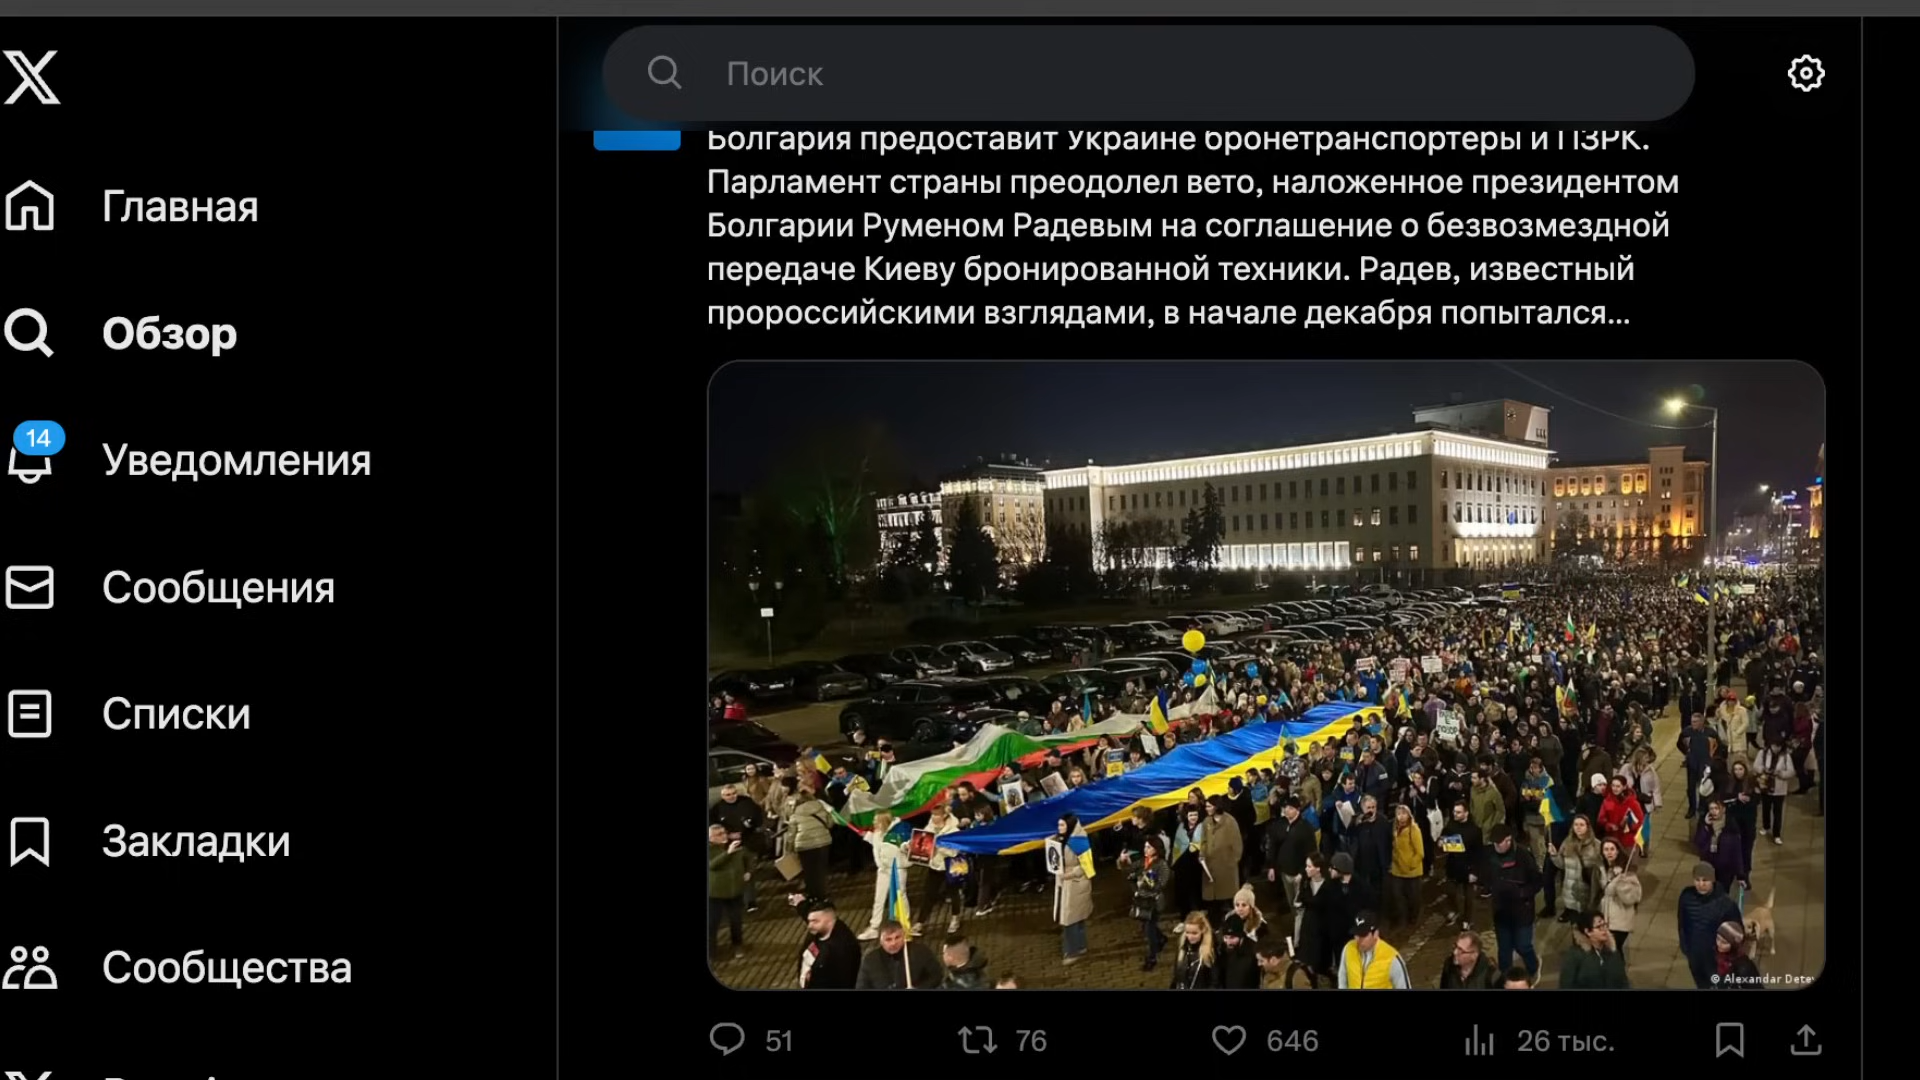 Поиск
Главная
Обзор
14
Уведомления
Сообщения
Списки
Закладки
Сообщества
Болгария предоставит Украине бронетранспортеры и ПЗРК.
Парламент страны преодолел вето, наложенное президентом
Болгарии Руменом Радевым на соглашение о безвозмездной
передаче Киеву бронированной техники. Радев, известный
пророссийскими взглядами, в начале декабря попытался...
© Alexandar Detev
51
76
646
26 тыс.